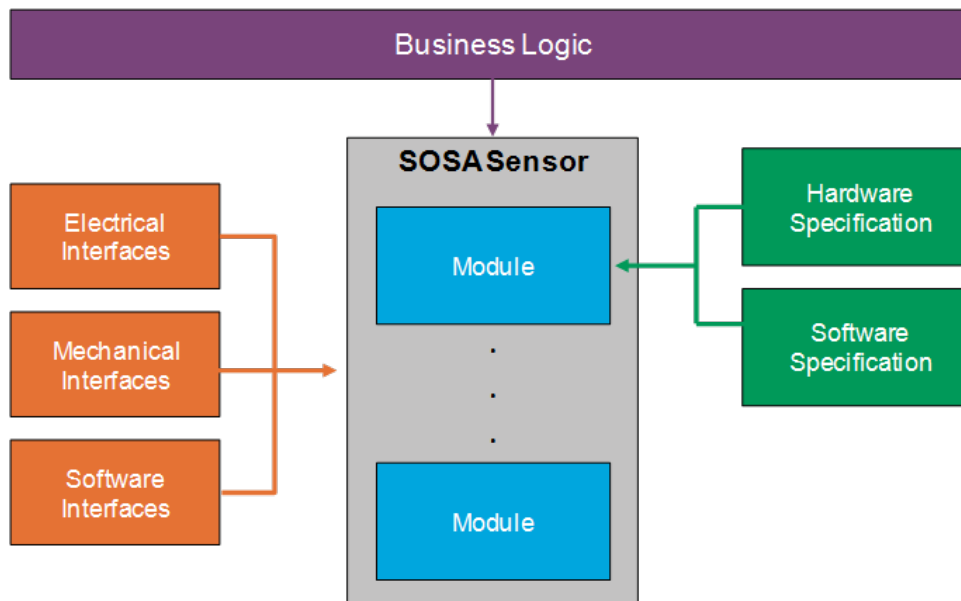 Business Logic
SOSA Sensor
Electrical
Interfaces
Mechanical
Interfaces
Software
Interfaces
Module
.
.
.
Module
Hardware
Specification
Software
Specification